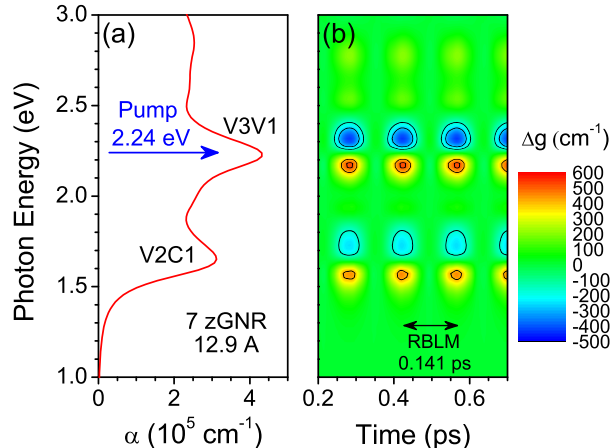 (a)
(b)
3.0
2.5
2.0
1.5
1.0
Photon Energy (eV)
Pump
2.24 eV
V3V1
V2C1
7 zGNR
12.9 A
0
2
4
α (10⁵ cm⁻¹)
RBLM
0.141 ps
0.2
0.4
0.6
Time (ps)
Δg (cm⁻¹)
600
500
400
300
200
100
0
-100
-200
-300
-400
-500